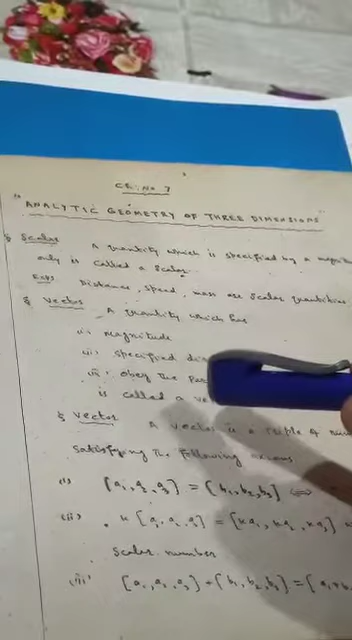 CH. No 7
"ANALYTIC GEOMETRY OF THREE DIMENSIONS"
§ Scalar
A quantity which is specified by a
only is called a scalar.
Exp: Distance, speed, mass are scalar quantities
§ Vector
A quantity which has
(i) magnitude
(ii) specified
(iii) obey the
is called a
§ Vector
A vector is a triple of
satisfying the following axioms
(i) [a₁, a₂, a₃] = [b₁, b₂, b₃] ⟺
(ii) k [a₁, a₂, a₃] = [ka₁, ka₂, ka₃]
scalar number
(iii) [a₁, a₂, a₃] + [b₁, b₂, b₃] = [a₁+b₁